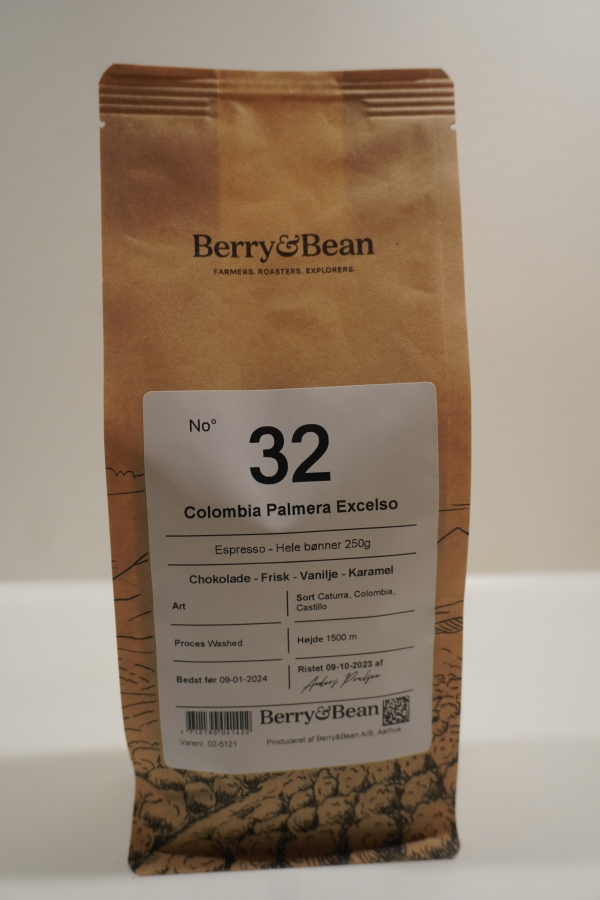 Berry&Bean
FARMERS. ROASTERS. EXPLORERS.
No°
32
Colombia Palmera Excelso
Espresso - Hele bønner 250g
Chokolade - Frisk - Vanilje - Karamel
Art
Sort Caturra, Colombia,
Castillo
Proces Washed
Højde 1500 m
Bedst før 09-01-2024
Ristet 09-10-2023 af
Berry&Bean
Varenr. 02-5121
Produceret af Berry&Bean A/S, Aarhus